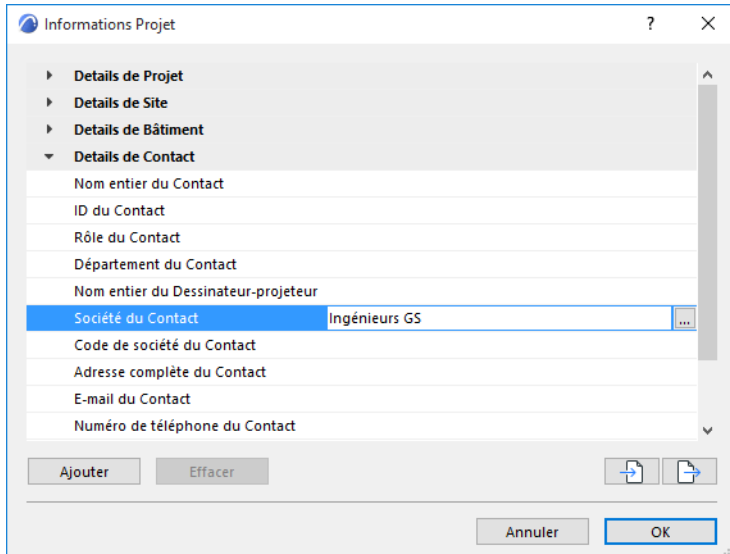 Informations Projet
Details de Projet
Details de Site
Details de Bâtiment
Details de Contact
Nom entier du Contact
ID du Contact
Rôle du Contact
Département du Contact
Nom entier du Dessinateur-projeteur
Société du Contact Ingénieurs GS ...
Code de société du Contact
Adresse complète du Contact
E-mail du Contact
Numéro de téléphone du Contact
Ajouter Effacer
Annuler OK